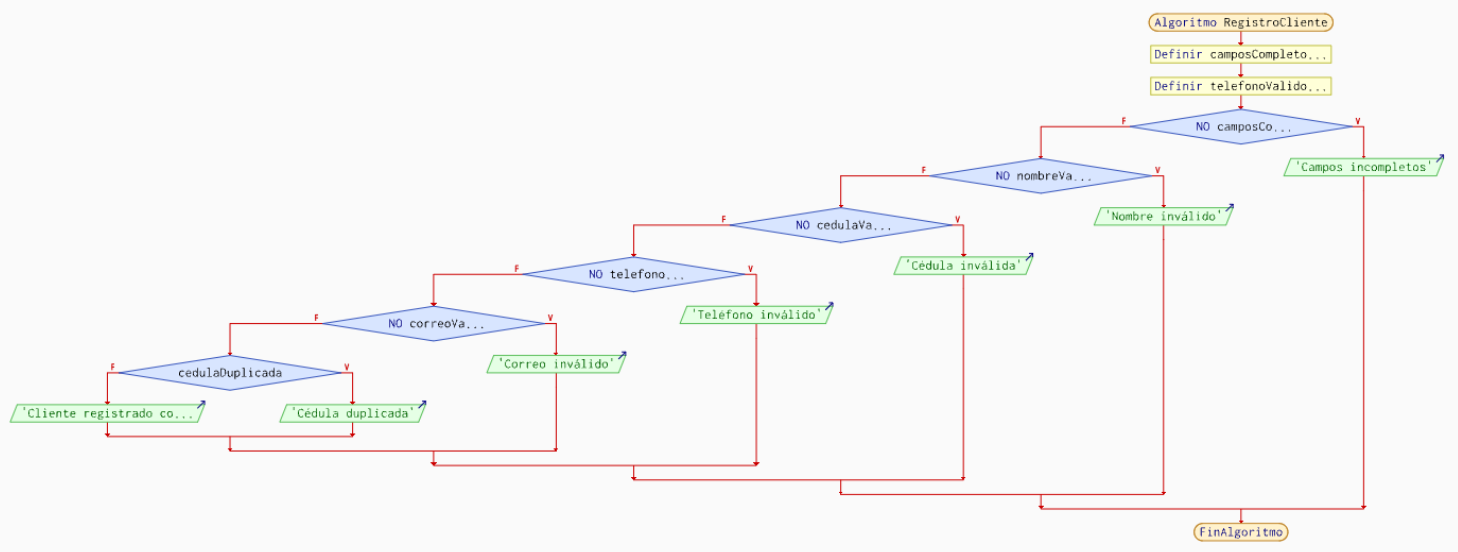 Algoritmo RegistroCliente
Definir camposCompleto...
Definir telefonoValido...
NO camposCo...
F
V
'Campos incompletos'
NO nombreVa...
F
V
'Nombre inválido'
NO cedulaVa...
F
V
'Cédula inválida'
NO telefono...
F
V
'Teléfono inválido'
NO correoVa...
F
V
'Correo inválido'
cedulaDuplicada
F
V
'Cliente registrado co...
'Cédula duplicada'
FinAlgoritmo